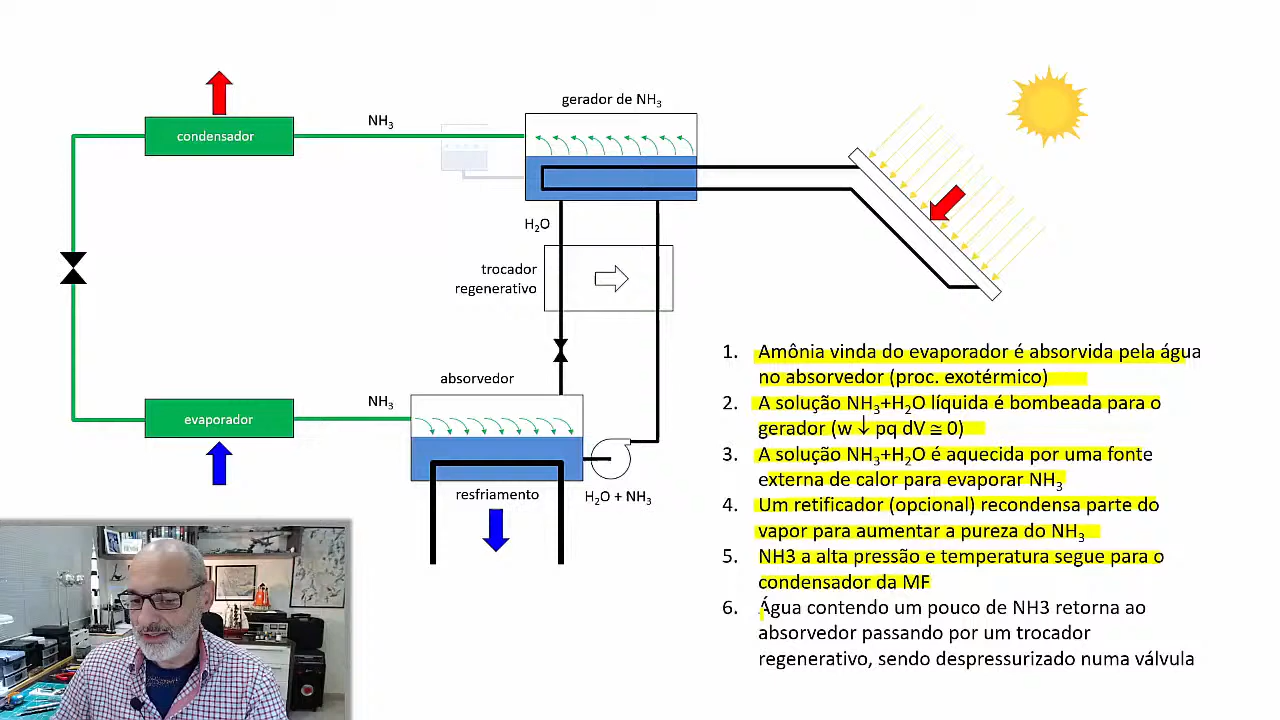 gerador de NH3
condensador
NH3
H2O
trocador
regenerativo
absorvedor
NH3
evaporador
resfriamento
H2O + NH3
1. Amônia vinda do evaporador é absorvida pela água
no absorvedor (proc. exotérmico)
2. A solução NH3+H2O líquida é bombeada para o
gerador (w ↓ pq dV ≅ 0)
3. A solução NH3+H2O é aquecida por uma fonte
externa de calor para evaporar NH3
4. Um retificador (opcional) recondensa parte do
vapor para aumentar a pureza do NH3
5. NH3 a alta pressão e temperatura segue para o
condensador da MF
6. Água contendo um pouco de NH3 retorna ao
absorvedor passando por um trocador
regenerativo, sendo despressurizado numa válvula